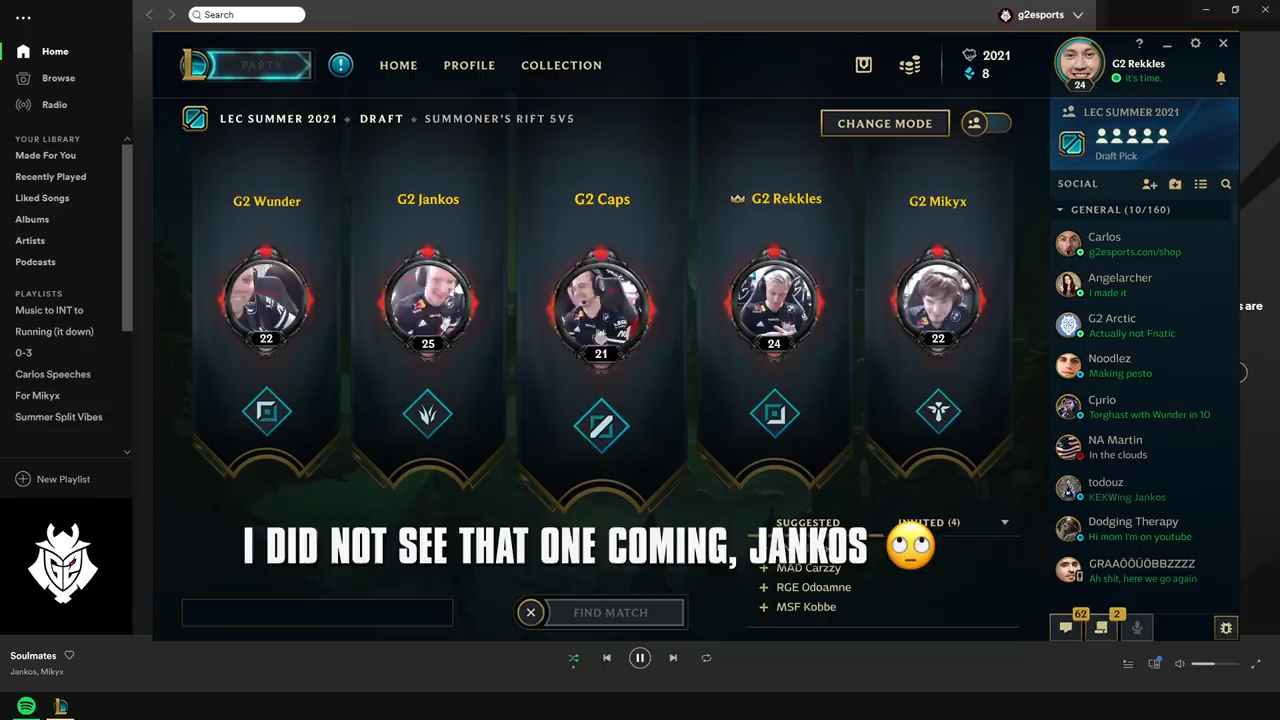 Search
g2esports
Home
Browse
Radio
YOUR LIBRARY
Made For You
Recently Played
Liked Songs
Albums
Artists
Podcasts
PLAYLISTS
Music to INT to
Running (it down)
0-3
Carlos Speeches
For Mikyx
Summer Split Vibes
New Playlist
Soulmates
Jankos, Mikyx
PARTY
HOME
PROFILE
COLLECTION
2021
8
LEC SUMMER 2021 DRAFT SUMMONER'S RIFT 5V5
CHANGE MODE
G2 Wunder
G2 Jankos
G2 Caps
G2 Rekkles
G2 Mikyx
22
25
21
24
22
I DID NOT SEE THAT ONE COMING, JANKOS 🙄
SUGGESTED
INVITED (4)
MAD Carzzy
RGE Odoamne
MSF Kobbe
FIND MATCH
?
G2 Rekkles
It's time.
24
LEC SUMMER 2021
Draft Pick
SOCIAL
GENERAL (10/160)
Carlos
g2esports.com/shop
Angelarcher
I made it
G2 Arctic
Actually not Fnatic
Noodlez
Making pesto
Cyrio
Torghast with Wunder in 10
NA Martin
In the clouds
todouz
KEKWing Jankos
Dodging Therapy
Hi mom I'm on youtube
GRAAÖÖÜÖBBZZZZ
Ah shit, here we go again
62
2
s are